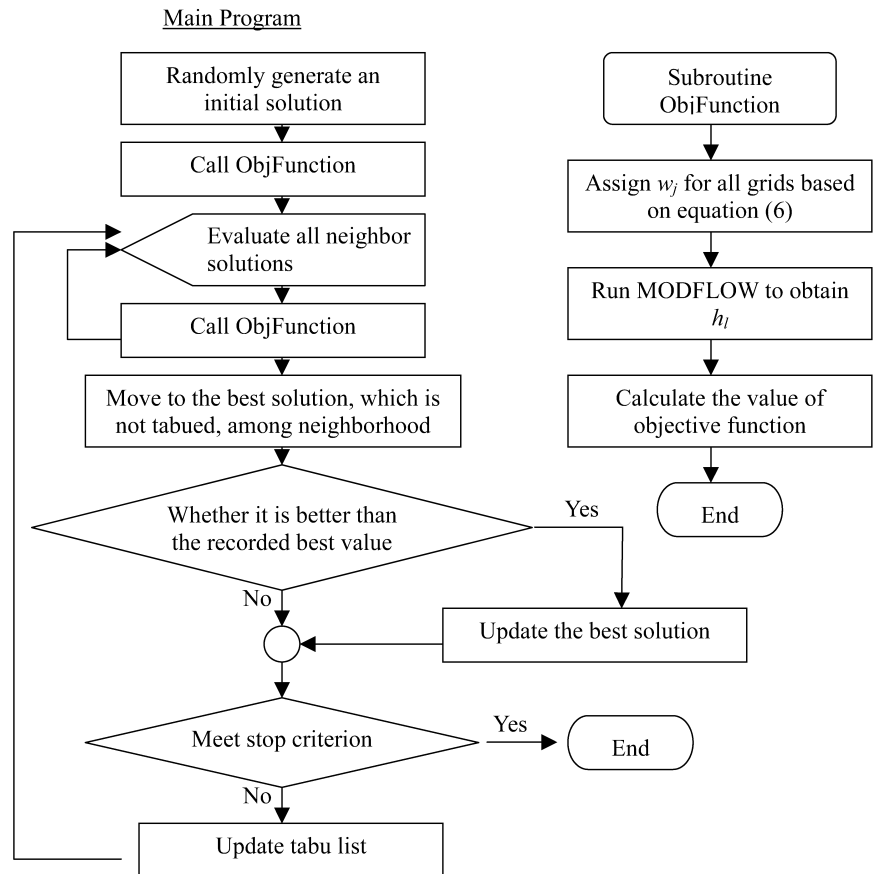 Main Program
Randomly generate an
initial solution
Call ObjFunction
Evaluate all neighbor
solutions
Call ObjFunction
Move to the best solution, which is
not tabued, among neighborhood
Whether it is better than
the recorded best value
Yes
No
Update the best solution
Meet stop criterion
Yes
End
No
Update tabu list
Subroutine
ObjFunction
Assign wj for all grids based
on equation (6)
Run MODFLOW to obtain
hl
Calculate the value of
objective function
End